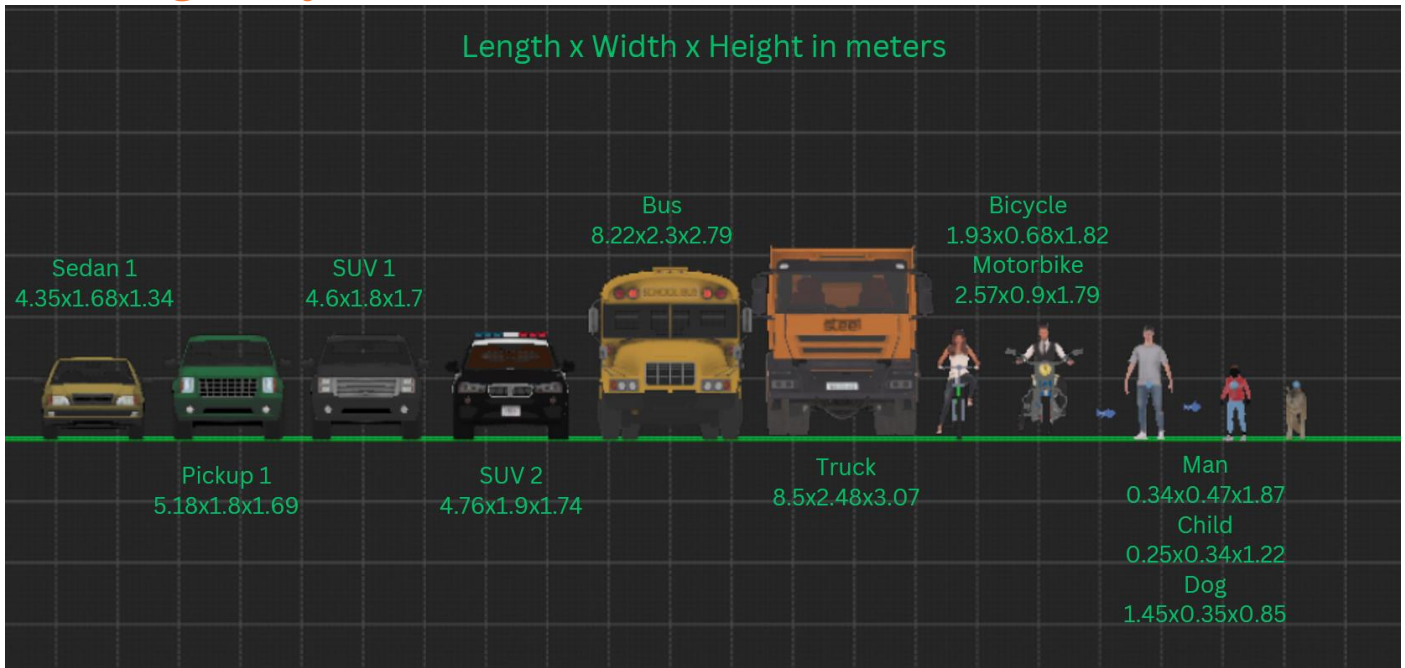 Length x Width x Height in meters
Bus
8.22x2.3x2.79
Bicycle
1.93x0.68x1.82
Motorbike
2.57x0.9x1.79
Sedan 1
4.35x1.68x1.34
SUV 1
4.6x1.8x1.7
SCHOOL BUS
Pickup 1
5.18x1.8x1.69
SUV 2
4.76x1.9x1.74
Truck
8.5x2.48x3.07
Man
0.34x0.47x1.87
Child
0.25x0.34x1.22
Dog
1.45x0.35x0.85